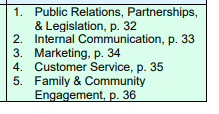 1. Public Relations, Partnerships,
& Legislation, p. 32
2. Internal Communication, p. 33
3. Marketing, p. 34
4. Customer Service, p. 35
5. Family & Community
Engagement, p. 36